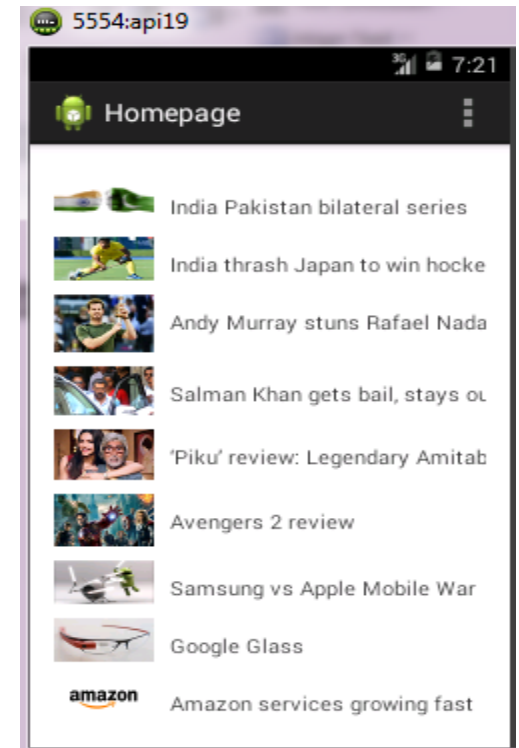 5554:api19
3G 7:21
Homepage
India Pakistan bilateral series
India thrash Japan to win hocke
Andy Murray stuns Rafael Nada
Salman Khan gets bail, stays ou
‘Piku’ review: Legendary Amitab
Avengers 2 review
Samsung vs Apple Mobile War
Google Glass
amazon
Amazon services growing fast